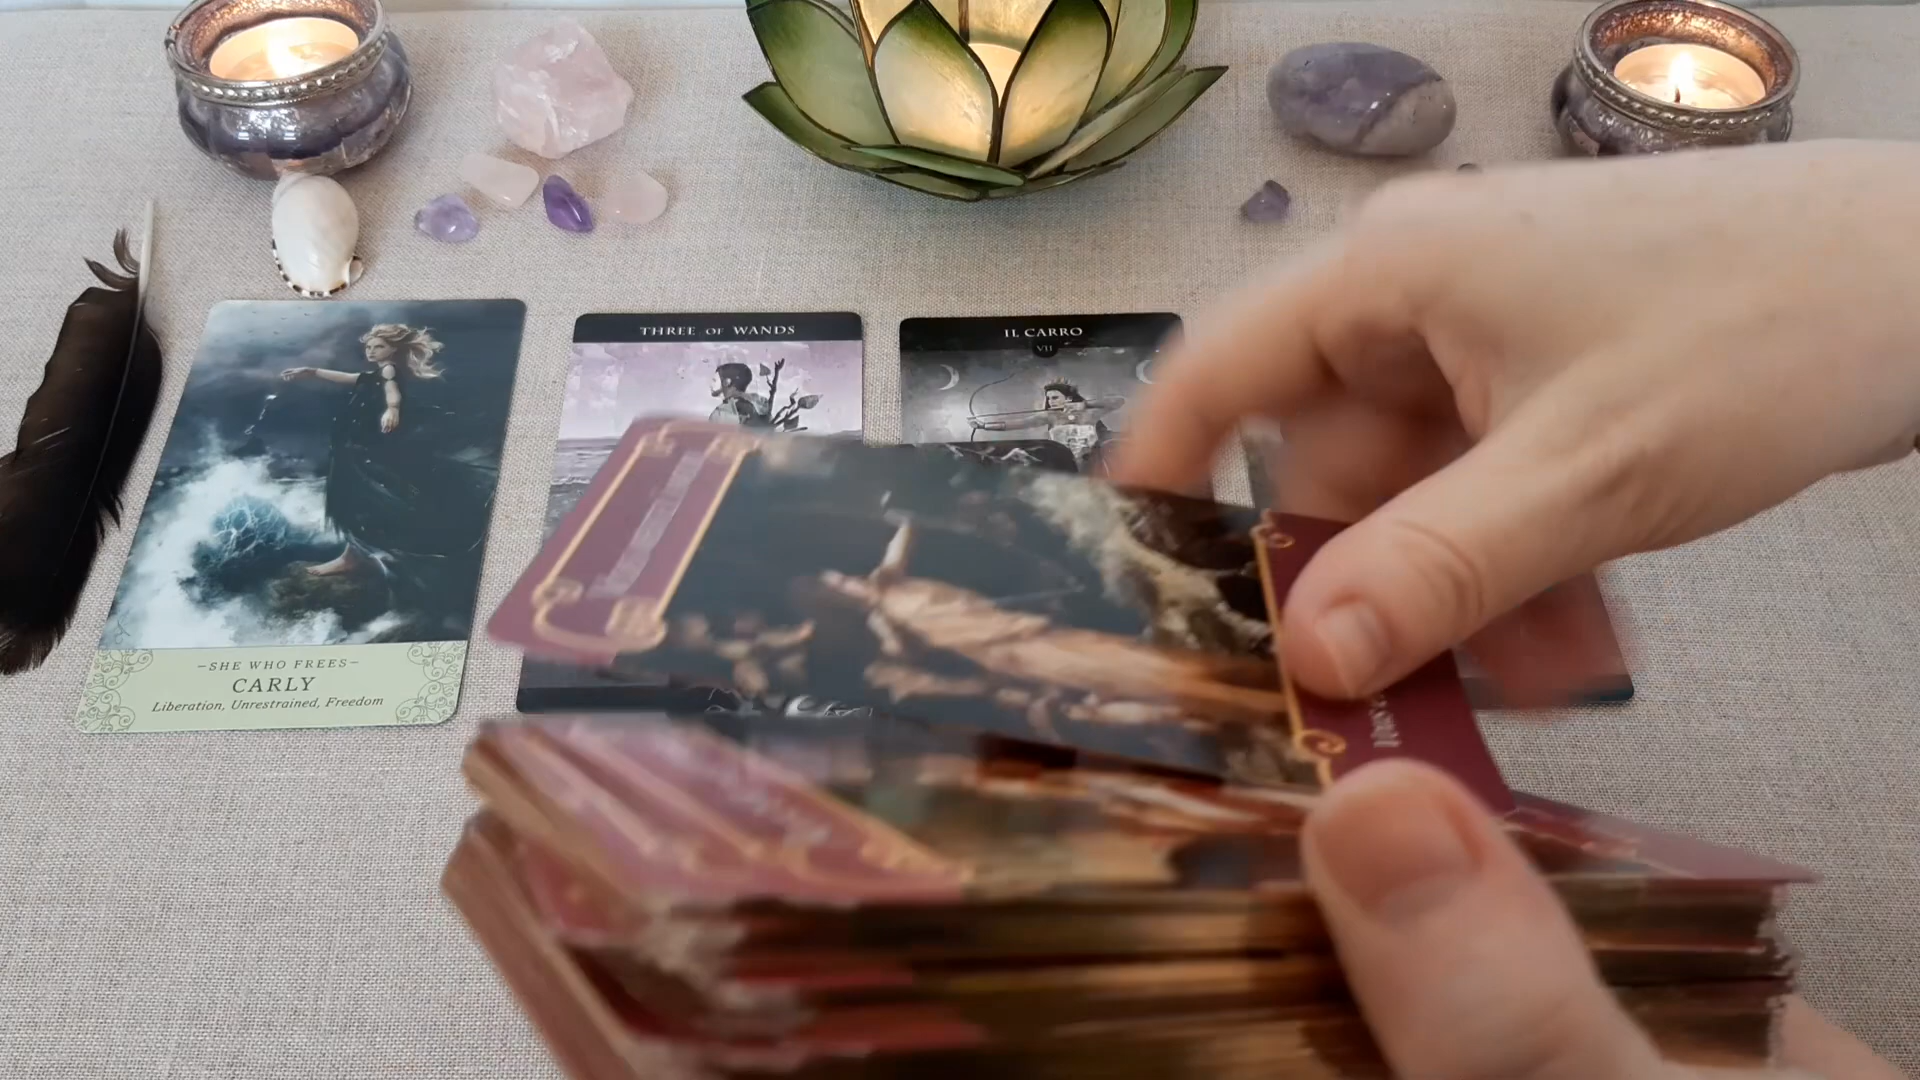 THREE OF WANDS
IL CARRO
VII
–SHE WHO FREES–
CARLY
Liberation, Unrestrained, Freedom